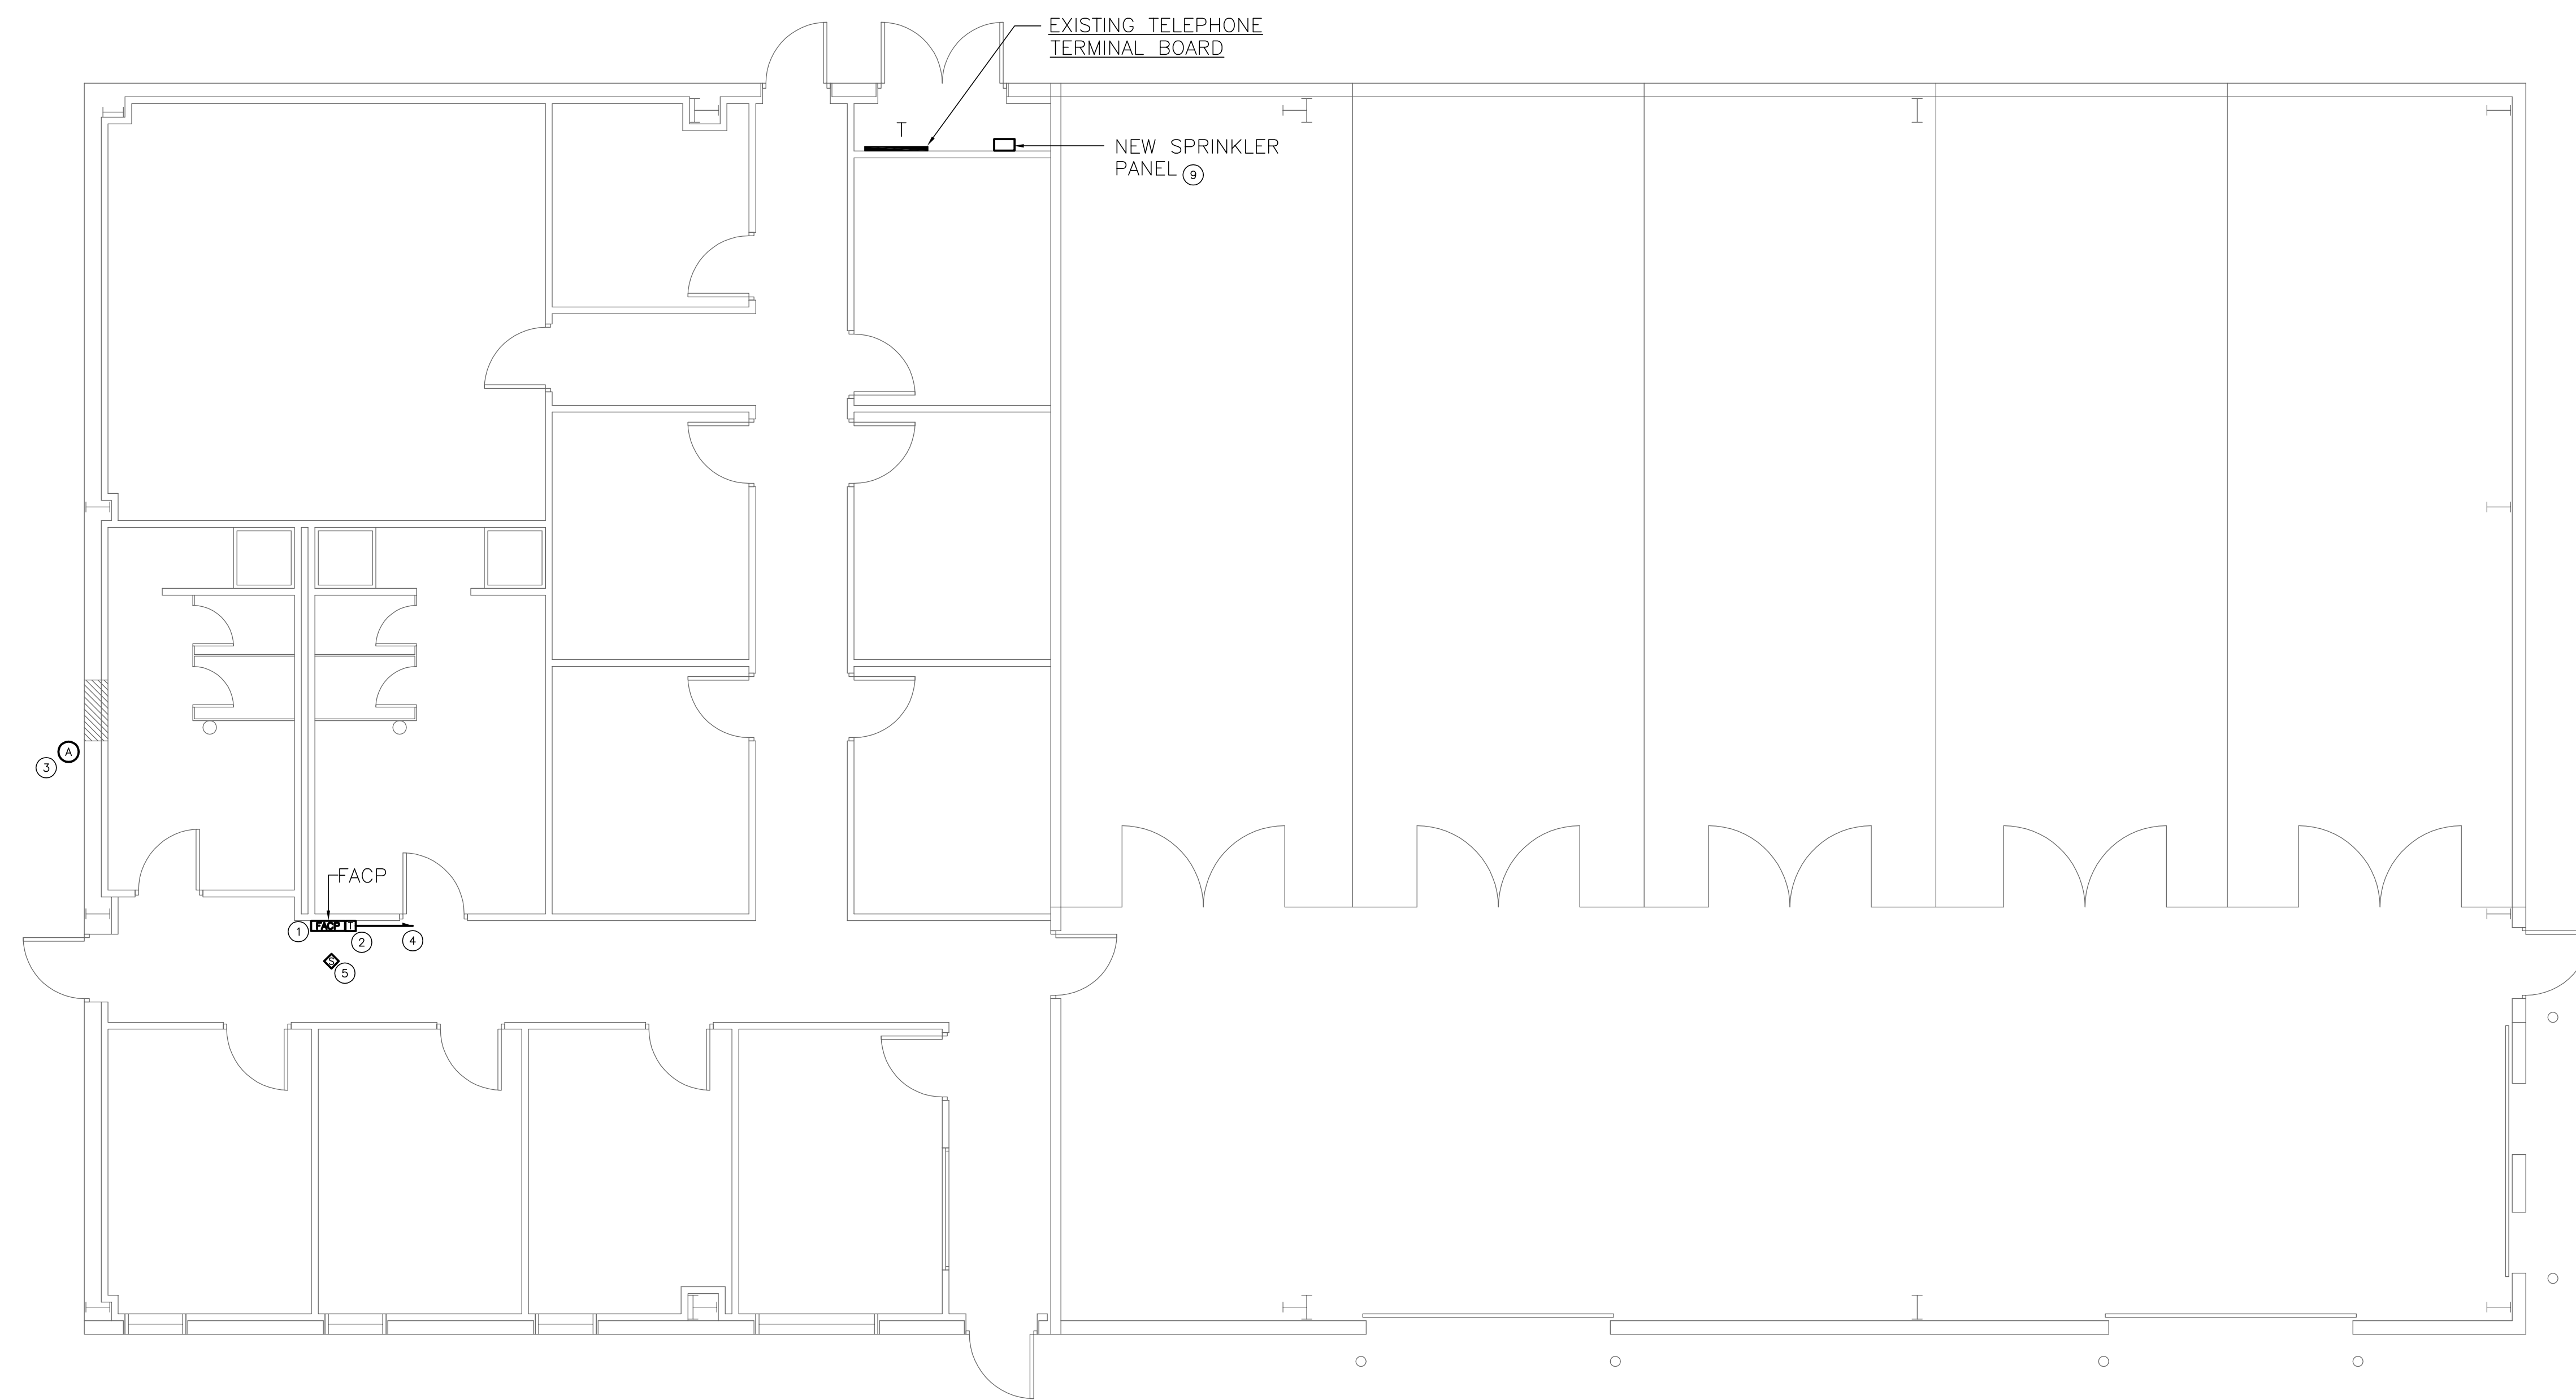 EXISTING TELEPHONE
TERMINAL BOARD
T
NEW SPRINKLER
PANEL 9
A
3
FACP
1 FACP T
2
4
S
5